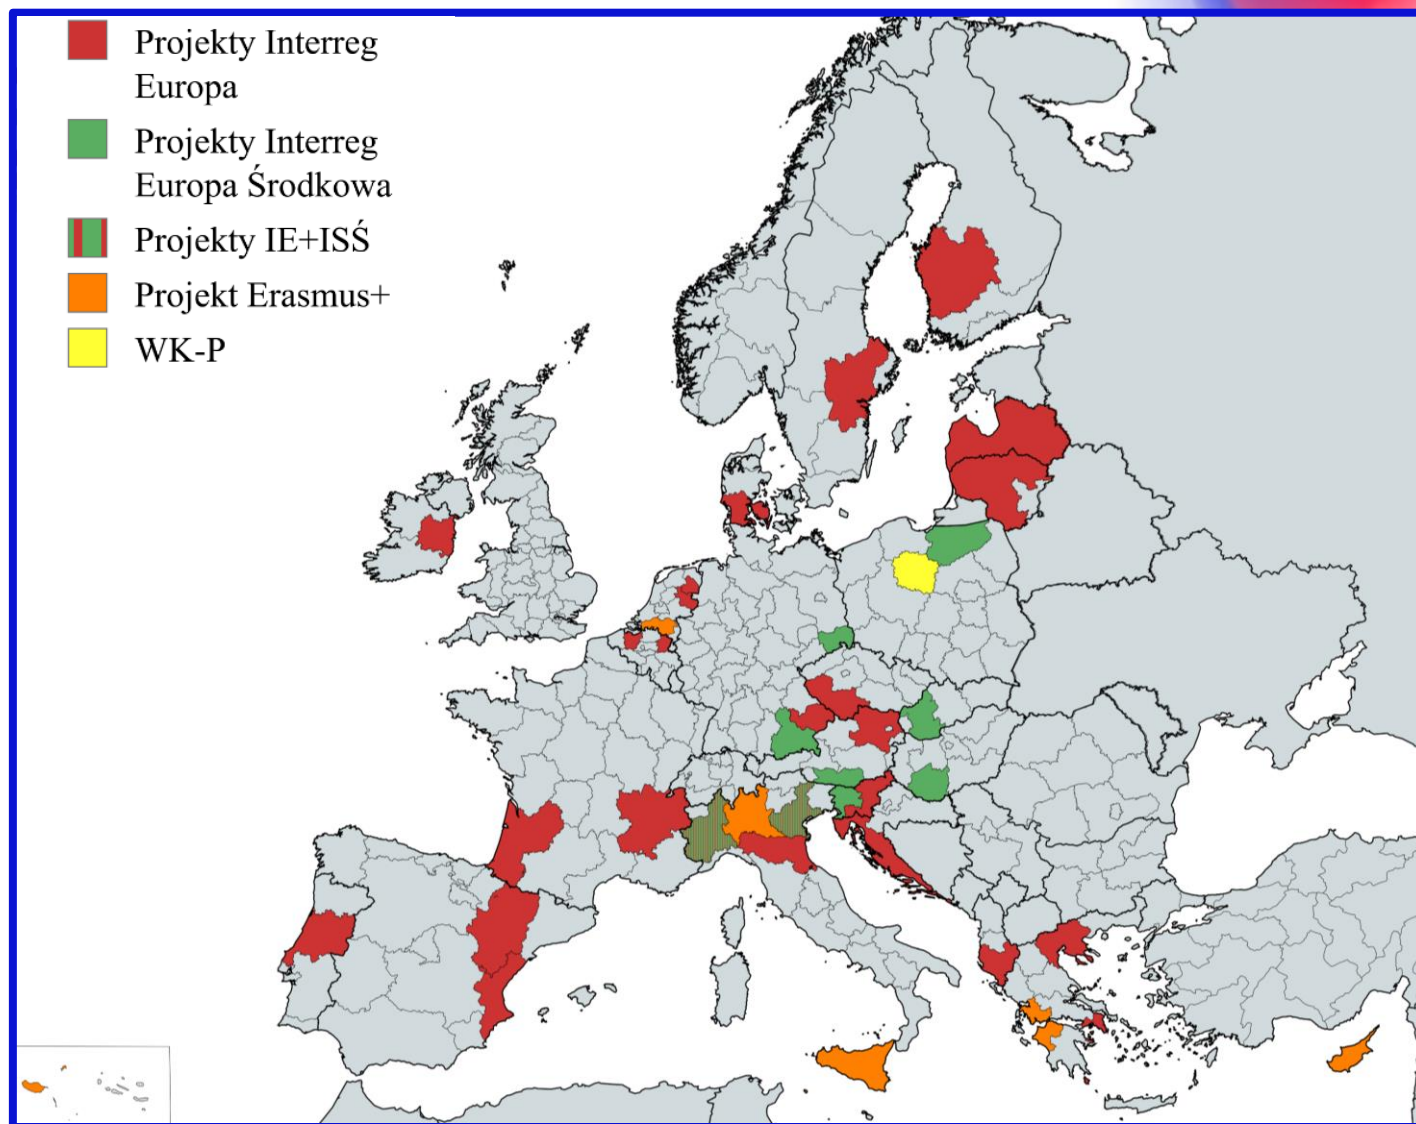 Projekty Interreg
Europa
Projekty Interreg
Europa Środkowa
Projekty IE+ISŚ
Projekt Erasmus+
WK-P